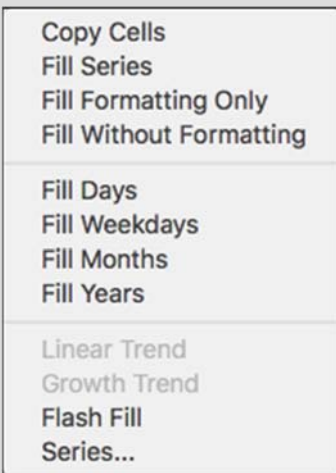 Copy Cells
Fill Series
Fill Formatting Only
Fill Without Formatting
Fill Days
Fill Weekdays
Fill Months
Fill Years
Linear Trend
Growth Trend
Flash Fill
Series...